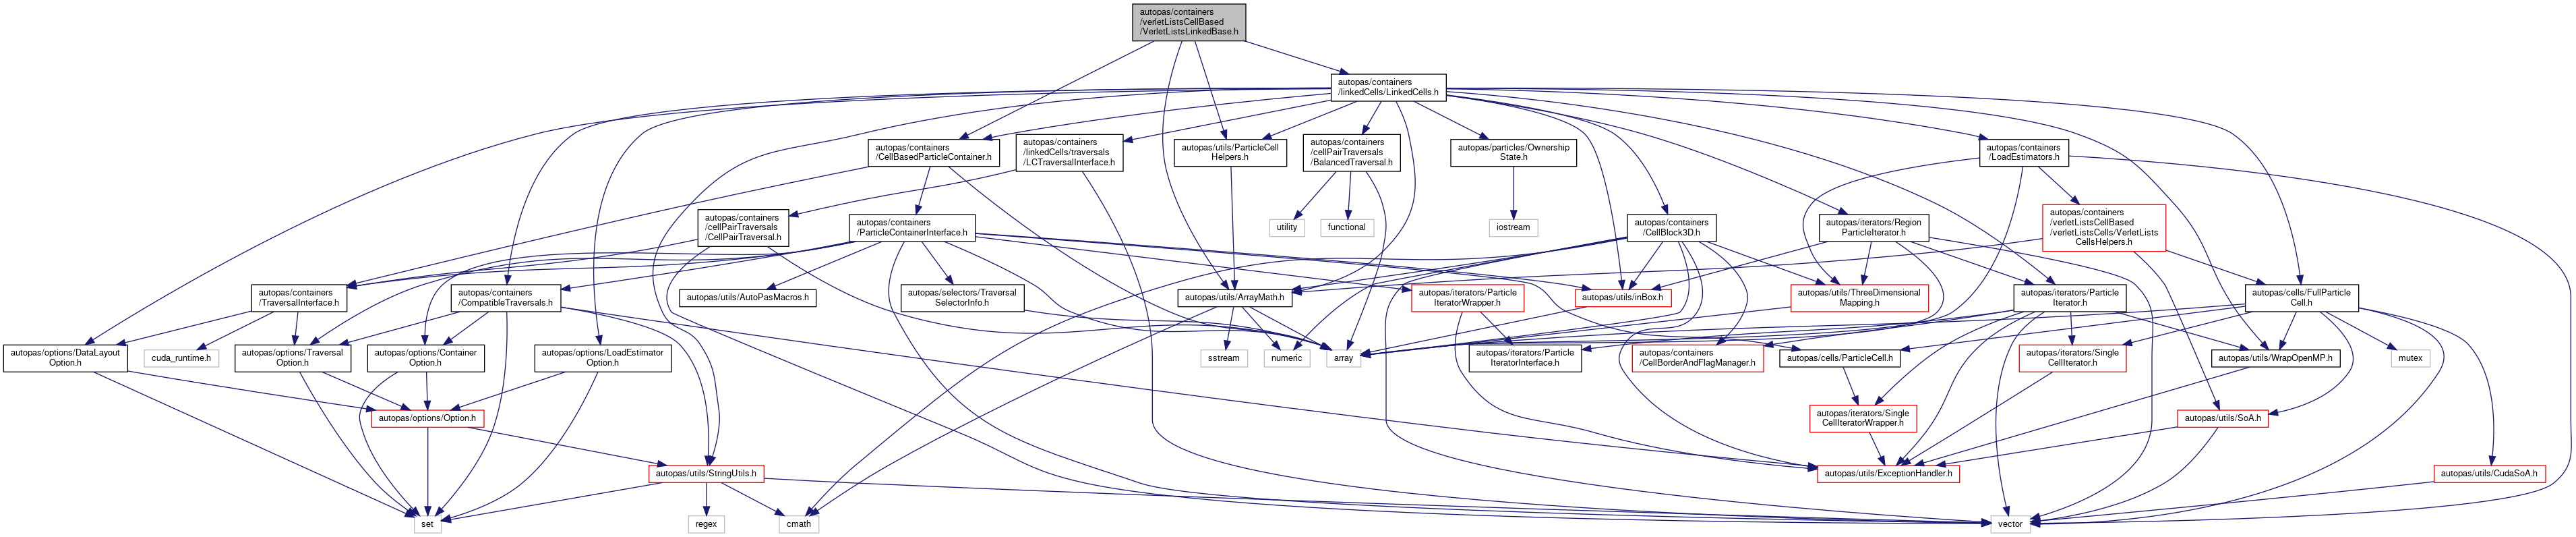 autopas/containers
/verletListsCellBased
/VerletListsLinkedBase.h
autopas/containers
/linkedCells/LinkedCells.h
autopas/containers
/CellBasedParticleContainer.h
autopas/containers
/linkedCells/traversals
/LCTraversalInterface.h
autopas/utils/ParticleCell
Helpers.h
autopas/containers
/cellPairTraversals
/BalancedTraversal.h
autopas/particles/Ownership
State.h
autopas/containers
/LoadEstimators.h
autopas/containers
/cellPairTraversals
/CellPairTraversal.h
autopas/containers
/ParticleContainerInterface.h
utility
functional
iostream
autopas/containers
/CellBlock3D.h
autopas/iterators/Region
ParticleIterator.h
autopas/containers
/verletListsCellBased
/verletListsCells/VerletLists
CellsHelpers.h
autopas/containers
/TraversalInterface.h
autopas/containers
/CompatibleTraversals.h
autopas/utils/AutoPasMacros.h
autopas/selectors/Traversal
SelectorInfo.h
autopas/utils/ArrayMath.h
autopas/iterators/Particle
IteratorWrapper.h
autopas/utils/inBox.h
autopas/utils/ThreeDimensional
Mapping.h
autopas/iterators/Particle
Iterator.h
autopas/cells/FullParticle
Cell.h
autopas/options/DataLayout
Option.h
cuda_runtime.h
autopas/options/Traversal
Option.h
autopas/options/Container
Option.h
autopas/options/LoadEstimator
Option.h
sstream
numeric
array
autopas/iterators/Particle
IteratorInterface.h
autopas/containers
/CellBorderAndFlagManager.h
autopas/cells/ParticleCell.h
autopas/iterators/Single
CellIterator.h
autopas/utils/WrapOpenMP.h
mutex
autopas/options/Option.h
autopas/iterators/Single
CellIteratorWrapper.h
autopas/utils/SoA.h
autopas/utils/StringUtils.h
autopas/utils/ExceptionHandler.h
autopas/utils/CudaSoA.h
set
regex
cmath
vector